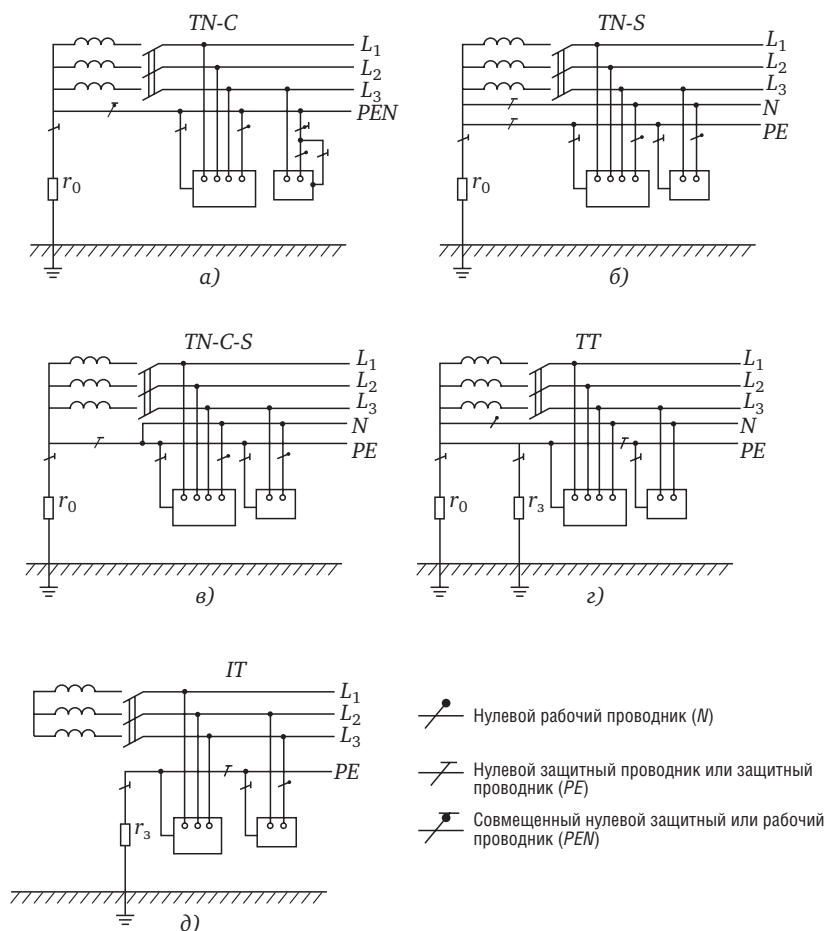 TN-C
L1
L2
L3
PEN
r0
а)
TN-S
L1
L2
L3
N
PE
r0
б)
TN-C-S
L1
L2
L3
N
PE
r0
в)
TT
L1
L2
L3
N
PE
r0
rз
г)
IT
L1
L2
L3
PE
rз
д)
Нулевой рабочий проводник (N)
Нулевой защитный проводник или защитный
проводник (PE)
Совмещенный нулевой защитный или рабочий
проводник (PEN)